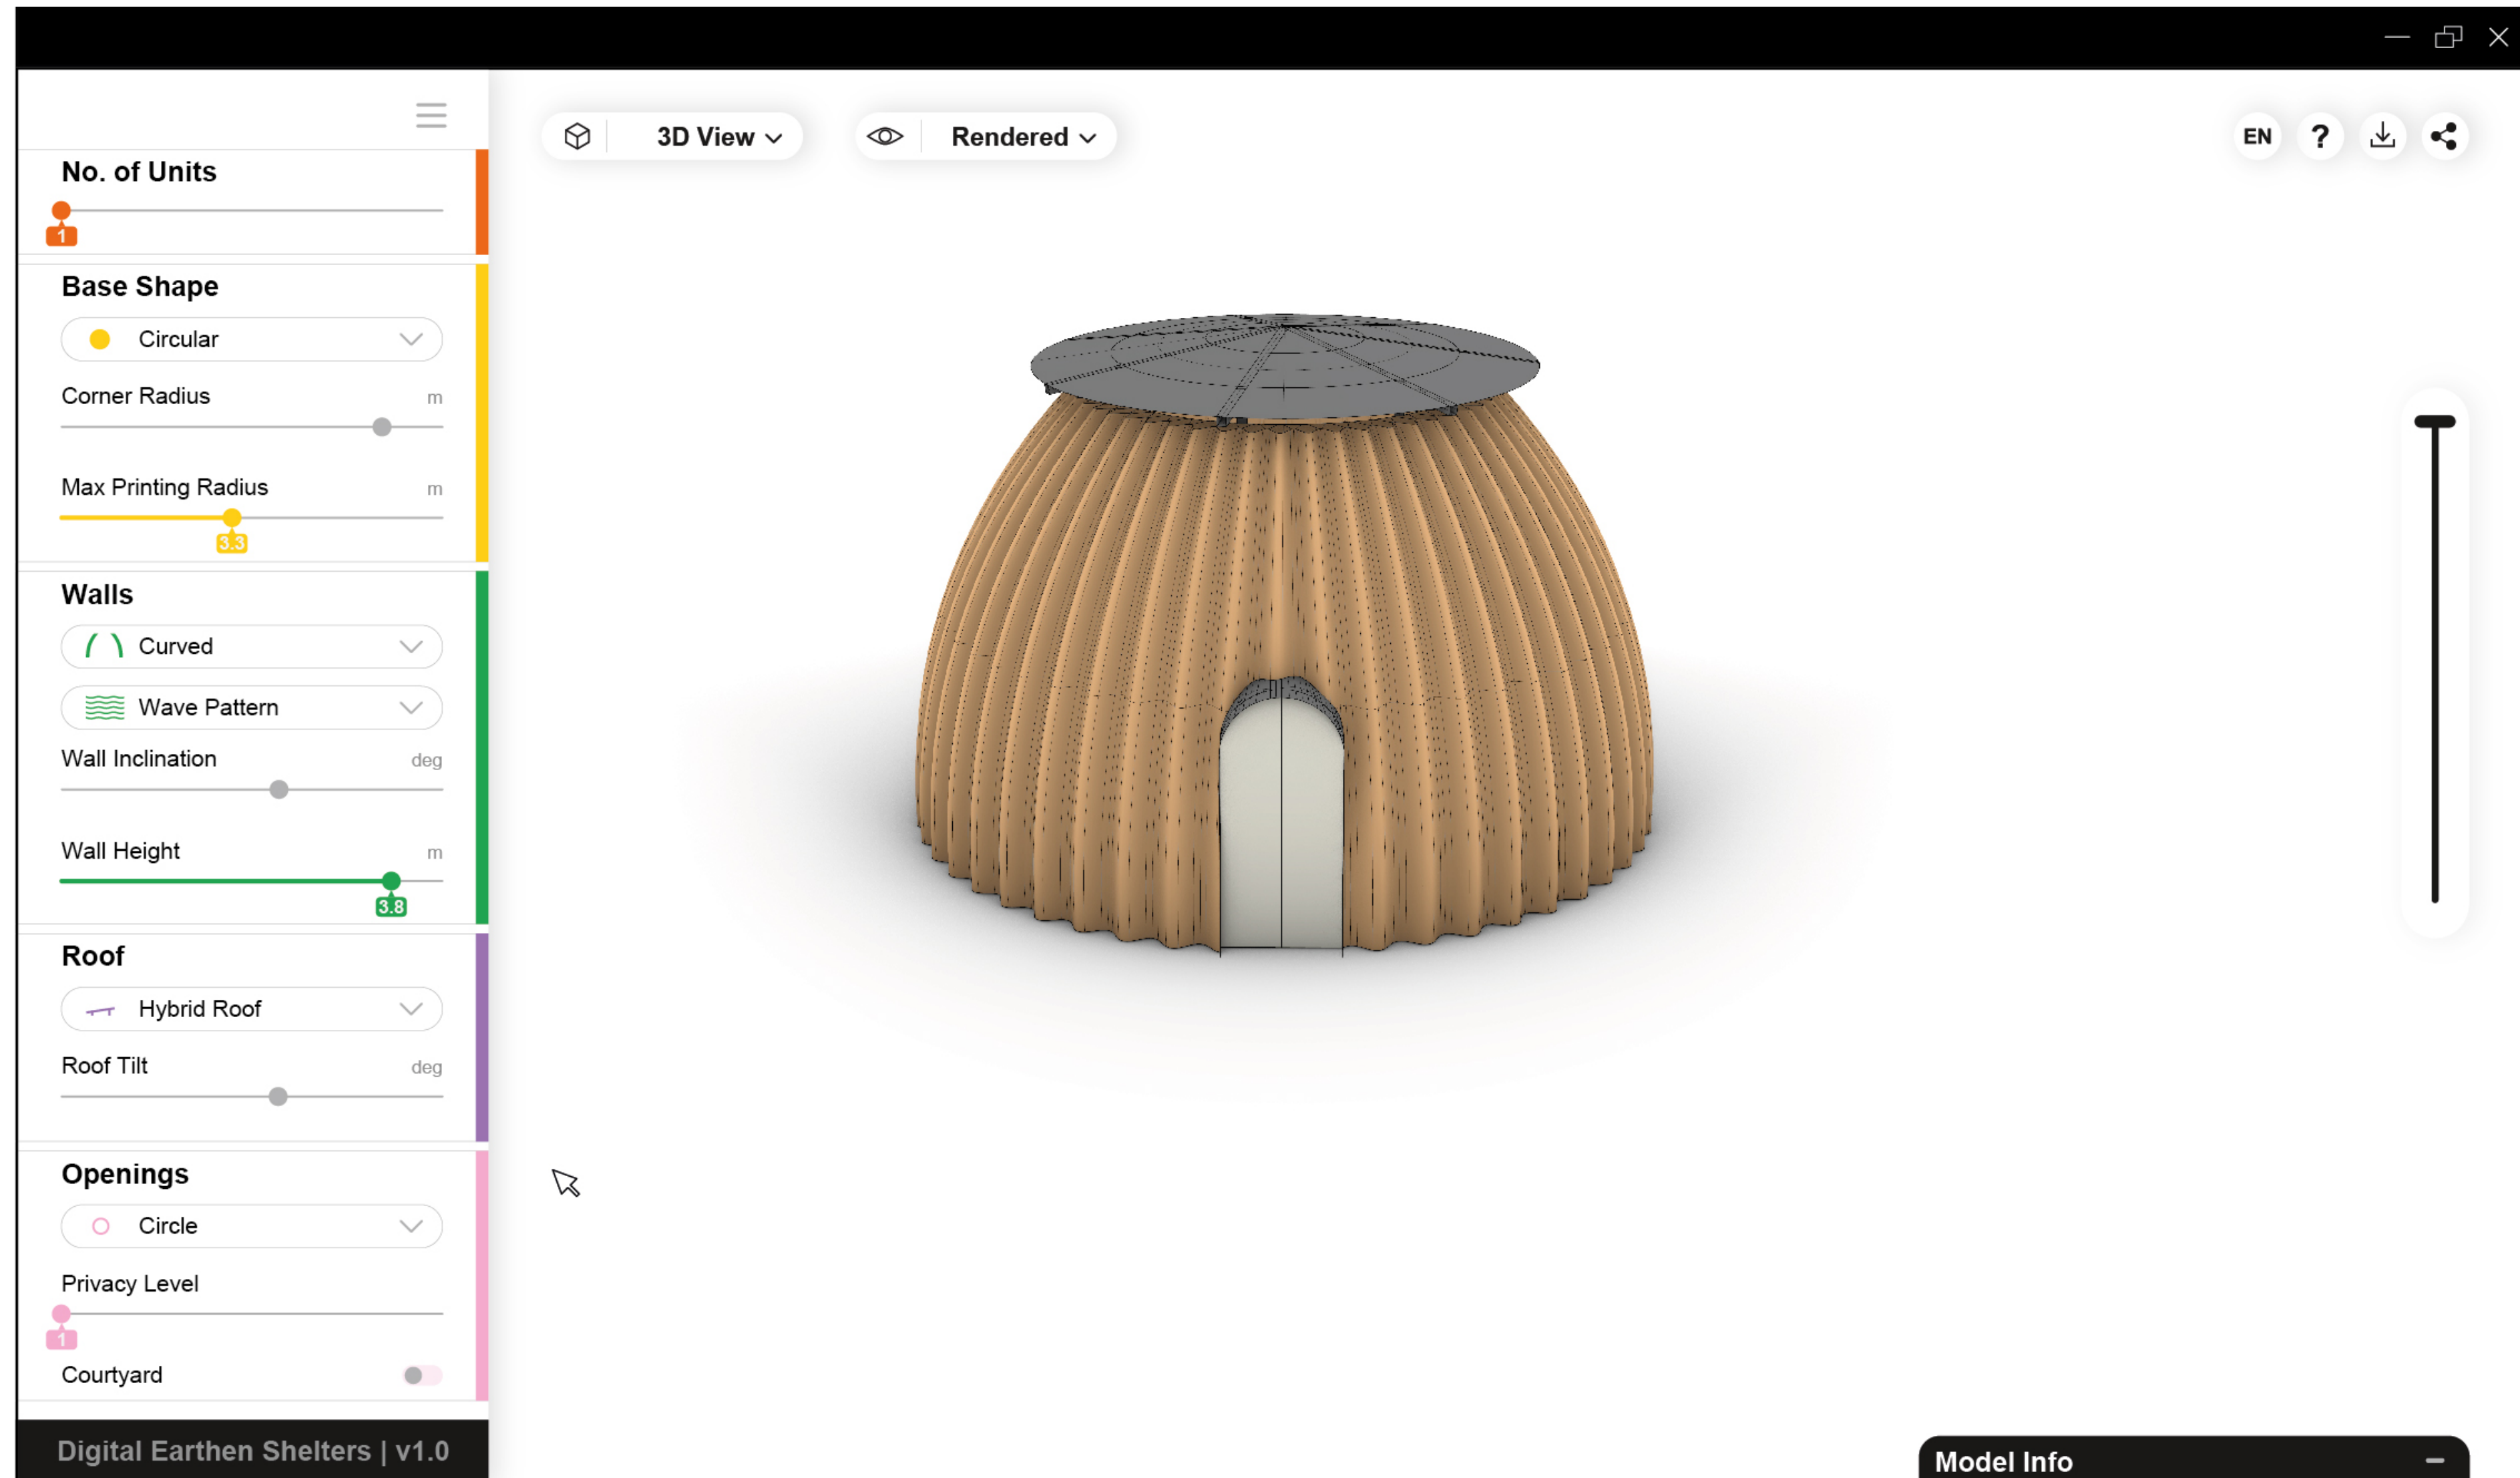 No. of Units
1
Base Shape
Circular
Corner Radius m
Max Printing Radius m
3.3
Walls
Curved
Wave Pattern
Wall Inclination deg
Wall Height m
3.8
Roof
Hybrid Roof
Roof Tilt deg
Openings
Circle
Privacy Level
1
Courtyard
Digital Earthen Shelters | v1.0
3D View
Rendered
EN ?
Model Info